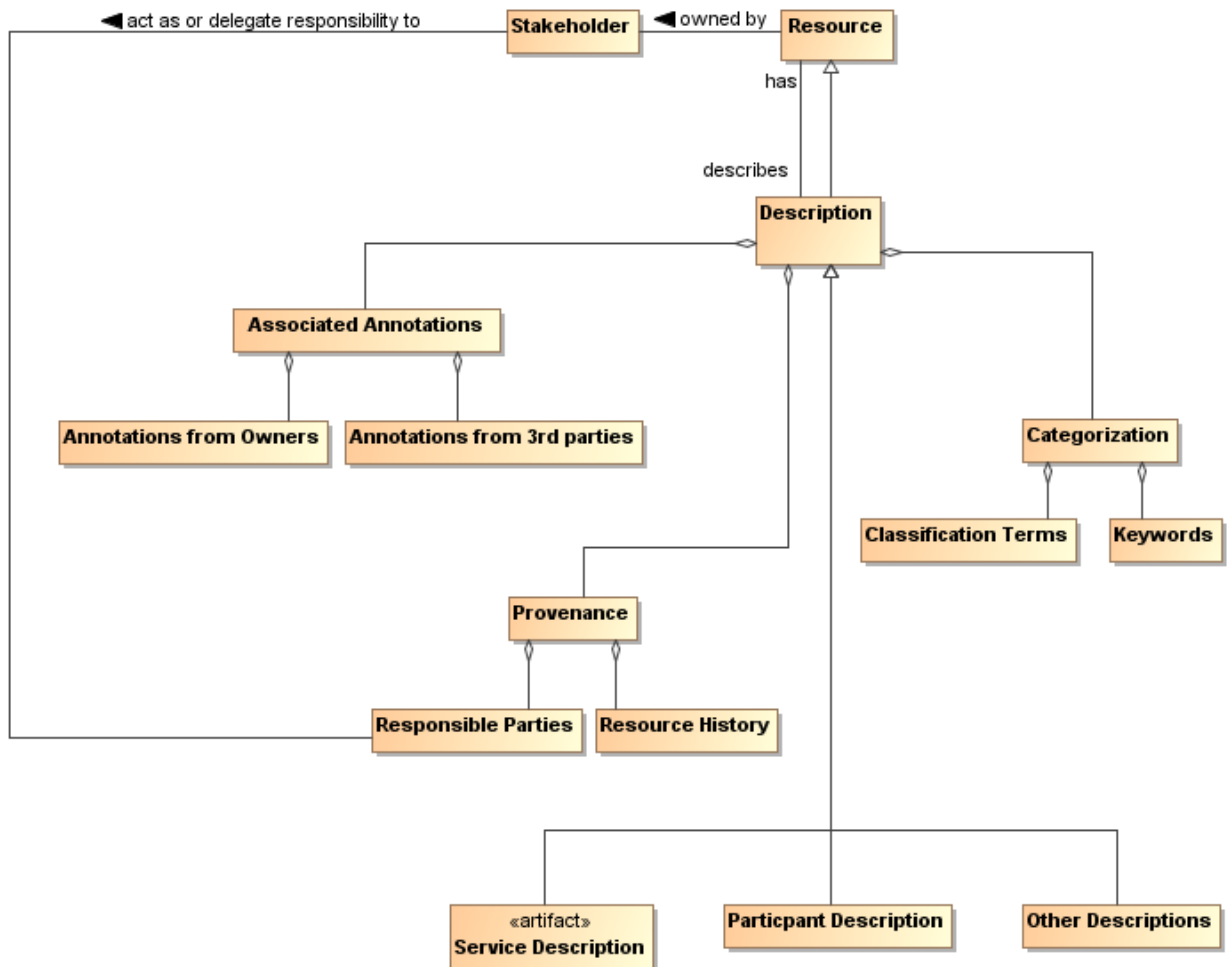 ◄ act as or delegate responsibility to
Stakeholder
◄ owned by
Resource
has
describes
Description
Associated Annotations
Annotations from Owners
Annotations from 3rd parties
Categorization
Classification Terms
Keywords
Provenance
Responsible Parties
Resource History
«artifact»
Service Description
Particpant Description
Other Descriptions